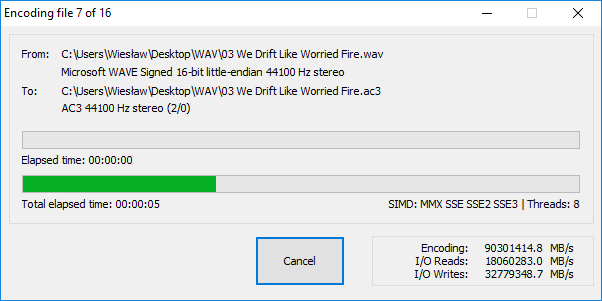 Encoding file 7 of 16
From: C:\Users\Wiesław\Desktop\WAV\03 We Drift Like Worried Fire.wav
Microsoft WAVE Signed 16-bit little-endian 44100 Hz stereo
To: C:\Users\Wiesław\Desktop\WAV\03 We Drift Like Worried Fire.ac3
AC3 44100 Hz stereo (2/0)
Elapsed time: 00:00:00
Total elapsed time: 00:00:05 SIMD: MMX SSE SSE2 SSE3 | Threads: 8
Cancel
Encoding: 90301414.8 MB/s
I/O Reads: 18060283.0 MB/s
I/O Writes: 32779348.7 MB/s